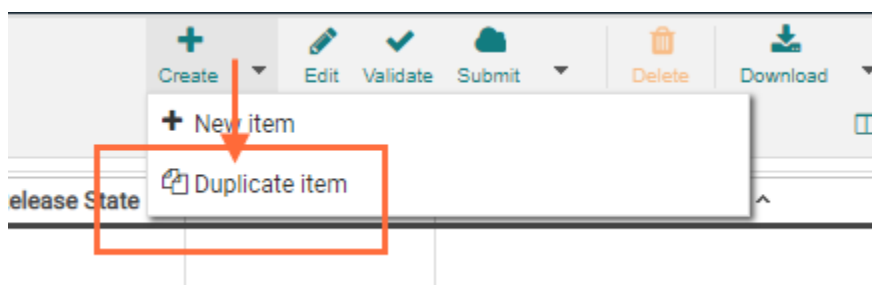 Create Edit Validate Submit Delete Download
New item
Duplicate item
elease State